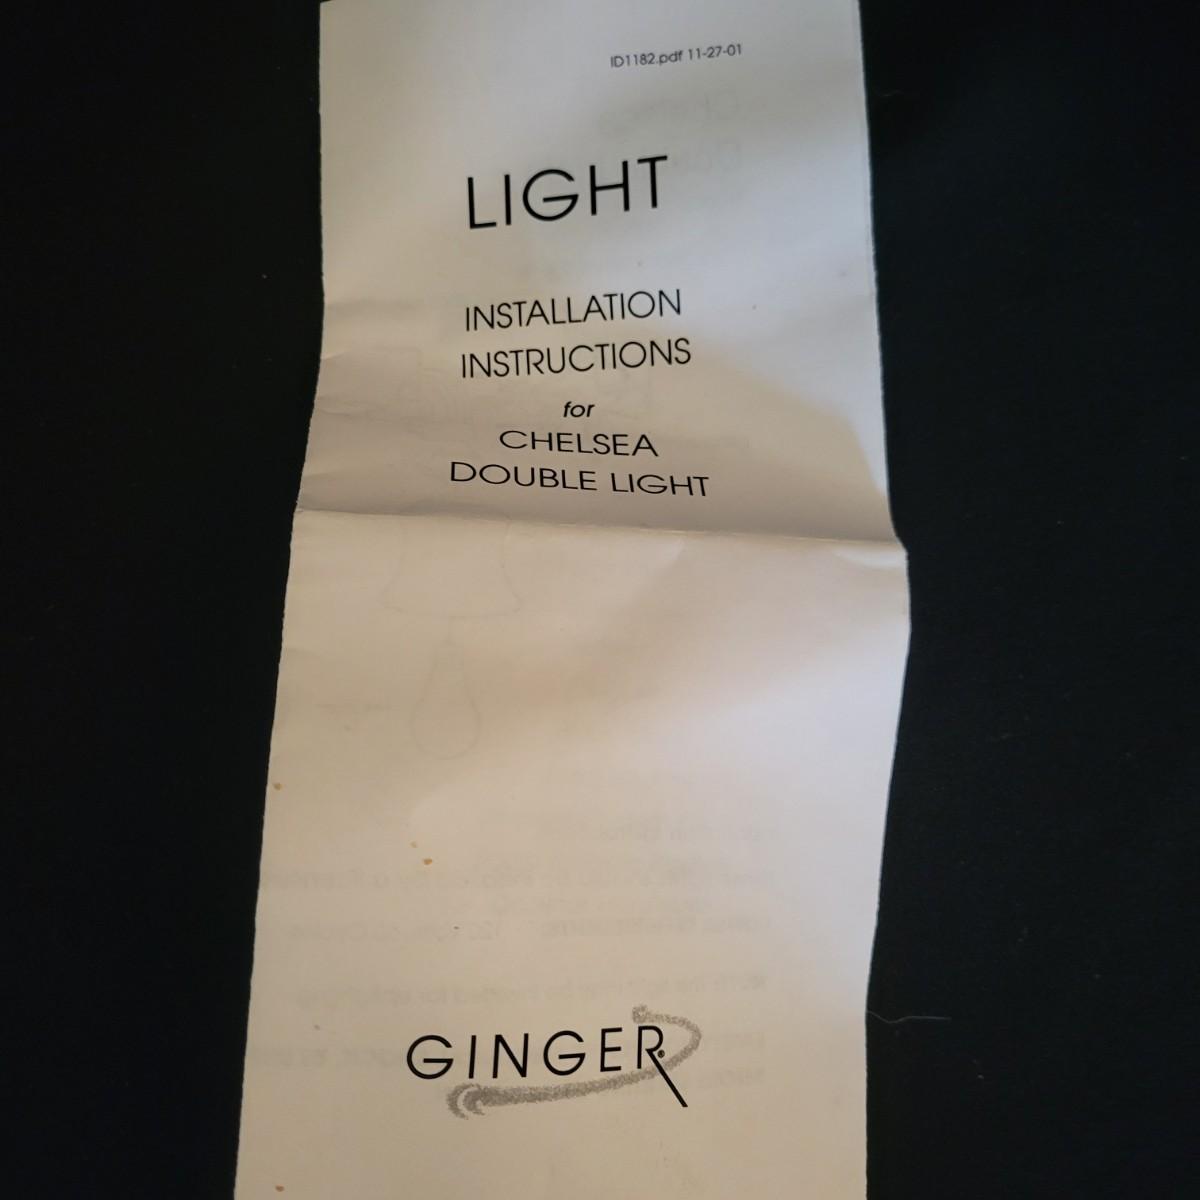 ID1182.pdf 11-27-01
LIGHT
INSTALLATION
INSTRUCTIONS
for
CHELSEA
DOUBLE LIGHT
GINGER®